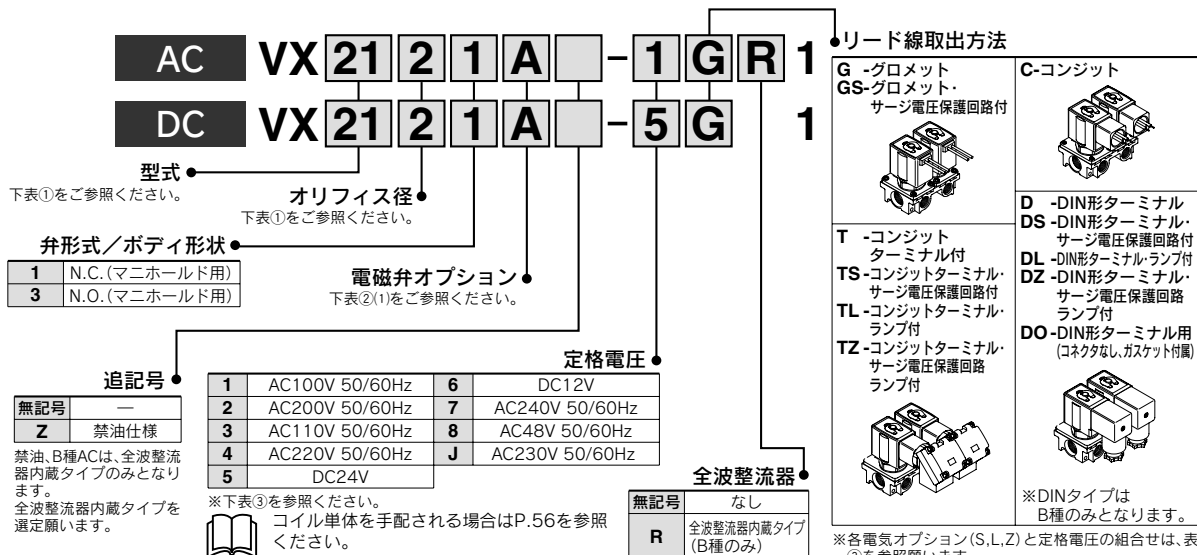 AC VX 21 2 1 A - 1 G R 1
DC VX 21 2 1 A - 5 G 1
型式
下表①をご参照ください。
オリフィス径
下表①をご参照ください。
弁形式／ボディ形状
1 N.C.(マニホールド用)
3 N.O.(マニホールド用)
電磁弁オプション
下表②(1)をご参照ください。
追記号
無記号 —
Z 禁油仕様
禁油、B種ACは、全波整流
器内蔵タイプのみとなり
ます。
全波整流器内蔵タイプを
選定願います。
定格電圧
1 AC100V 50/60Hz 6 DC12V
2 AC200V 50/60Hz 7 AC240V 50/60Hz
3 AC110V 50/60Hz 8 AC48V 50/60Hz
4 AC220V 50/60Hz J AC230V 50/60Hz
5 DC24V
※下表③を参照ください。
コイル単体を手配される場合はP.56を参照
ください。
全波整流器
無記号 なし
R 全波整流器内蔵タイプ
(B種のみ)
リード線取出方法
G -グロメット
GS-グロメット・
サージ電圧保護回路付
C-コンジット
T -コンジット
ターミナル付
TS-コンジットターミナル・
サージ電圧保護回路付
TL-コンジットターミナル・
ランプ付
TZ-コンジットターミナル・
サージ電圧保護回路
ランプ付
D -DIN形ターミナル
DS-DIN形ターミナル・
サージ電圧保護回路付
DL-DIN形ターミナル・ランプ付
DZ-DIN形ターミナル・
サージ電圧保護回路
ランプ付
DO-DIN形ターミナル用
(コネクタなし、ガスケット付属)
※DINタイプは
B種のみとなります。
※各電気オプション(S,L,Z)と定格電圧の組合せは、表
を参照願います。